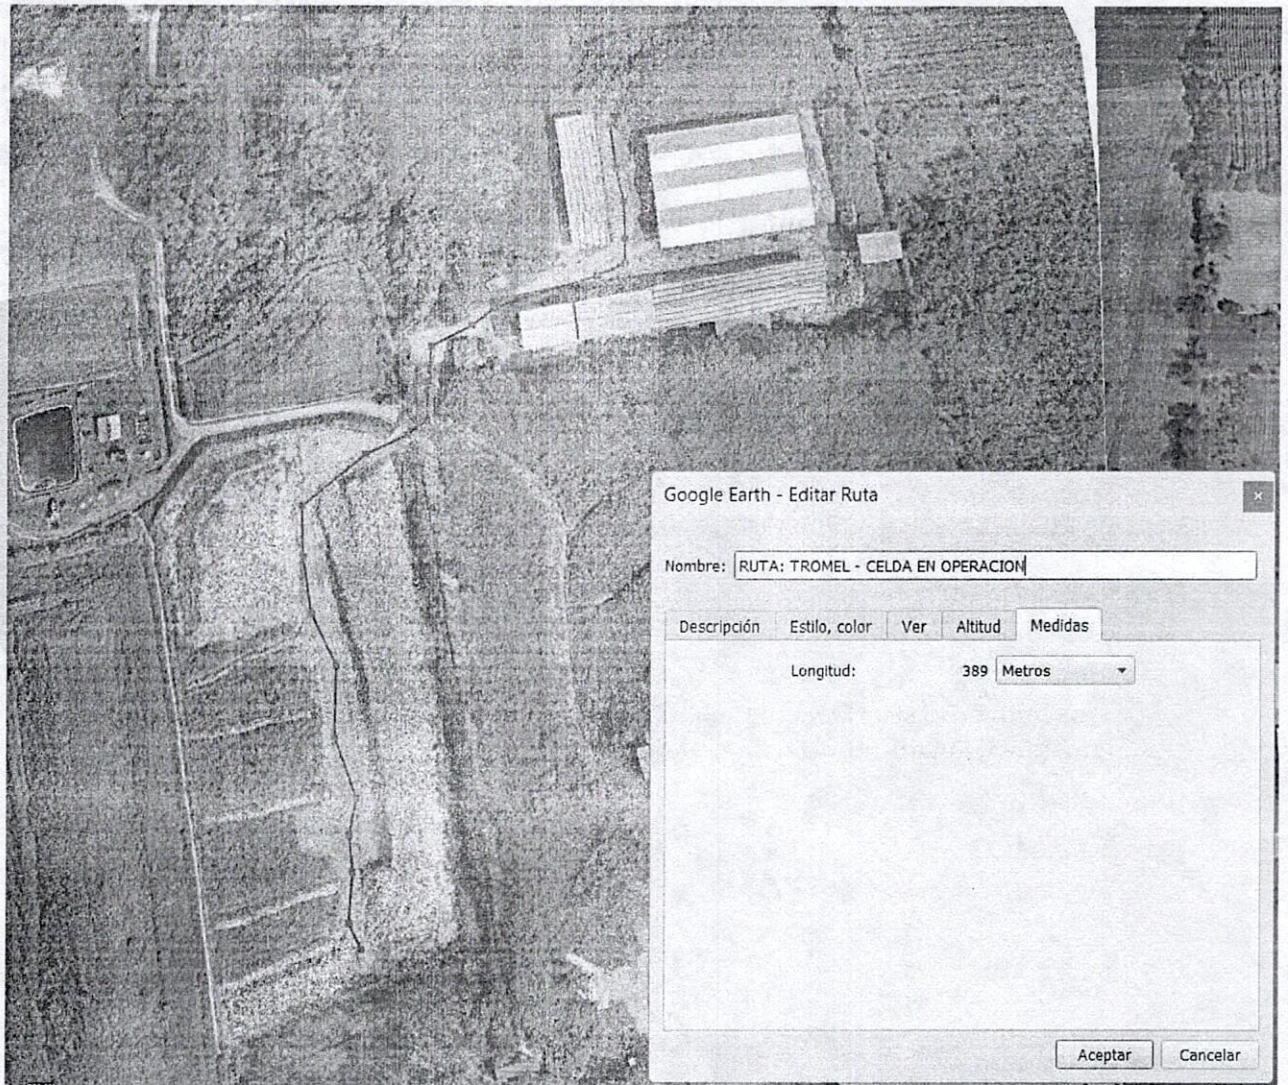 Google Earth - Editar Ruta
Nombre: RUTA: TROMEL - CELDA EN OPERACION
Descripción Estilo, color Ver Altitud Medidas
Longitud: 389 Metros
Aceptar Cancelar